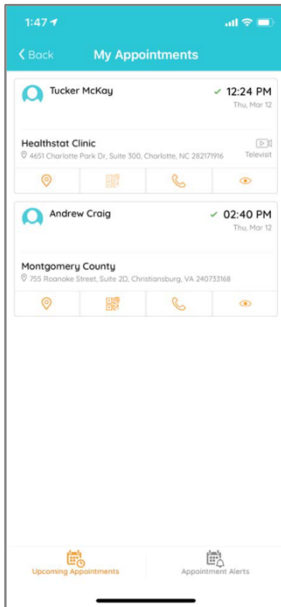 1:47
Back
My Appointments
Tucker McKay
12:24 PM
Thu, Mar 12
Healthstat Clinic
4651 Charlotte Park Dr, Suite 300, Charlotte, NC 282171916
Televisit
Andrew Craig
02:40 PM
Thu, Mar 12
Montgomery County
755 Roanoke Street, Suite 2D, Christiansburg, VA 240733168
Upcoming Appointments
Appointment Alerts